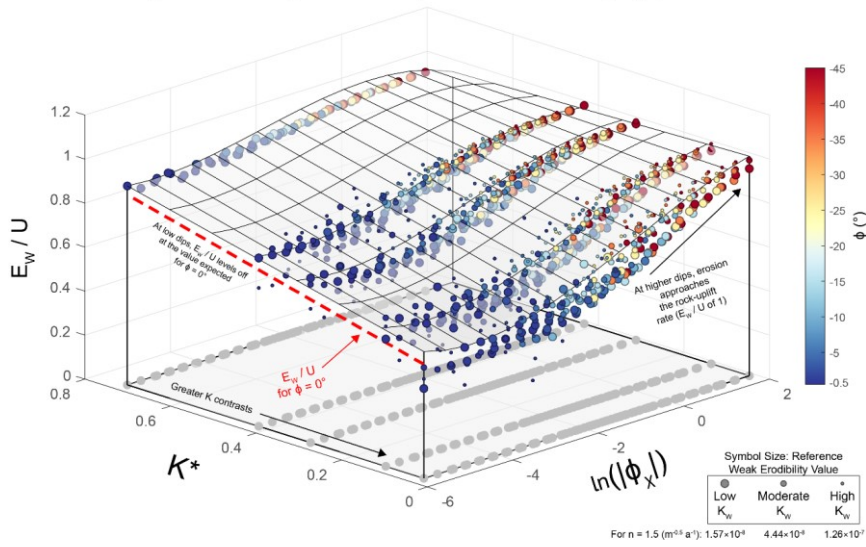 1.2
1
0.8
0.6
0.4
0.2
0
E_W / U
0.8
0.6
0.4
0.2
0
K*
-6
-4
-2
0
2
ln(|ϕ_X|)
At low dips, E_W / U levels off
at the value expected
for ϕ = 0°
E_W / U
for ϕ = 0°
Greater K contrasts
At higher dips, erosion
approaches
the rock-uplift
rate (E_W / U of 1)
-45
-40
-35
-30
-25
-20
-15
-10
-5
-0.5
ϕ (°)
Symbol Size: Reference
Weak Erodibility Value
Low Moderate High
K_W K_W K_W
For n = 1.5 (m^-0.5 a^-1): 1.57×10^-8 4.44×10^-8 1.26×10^-7